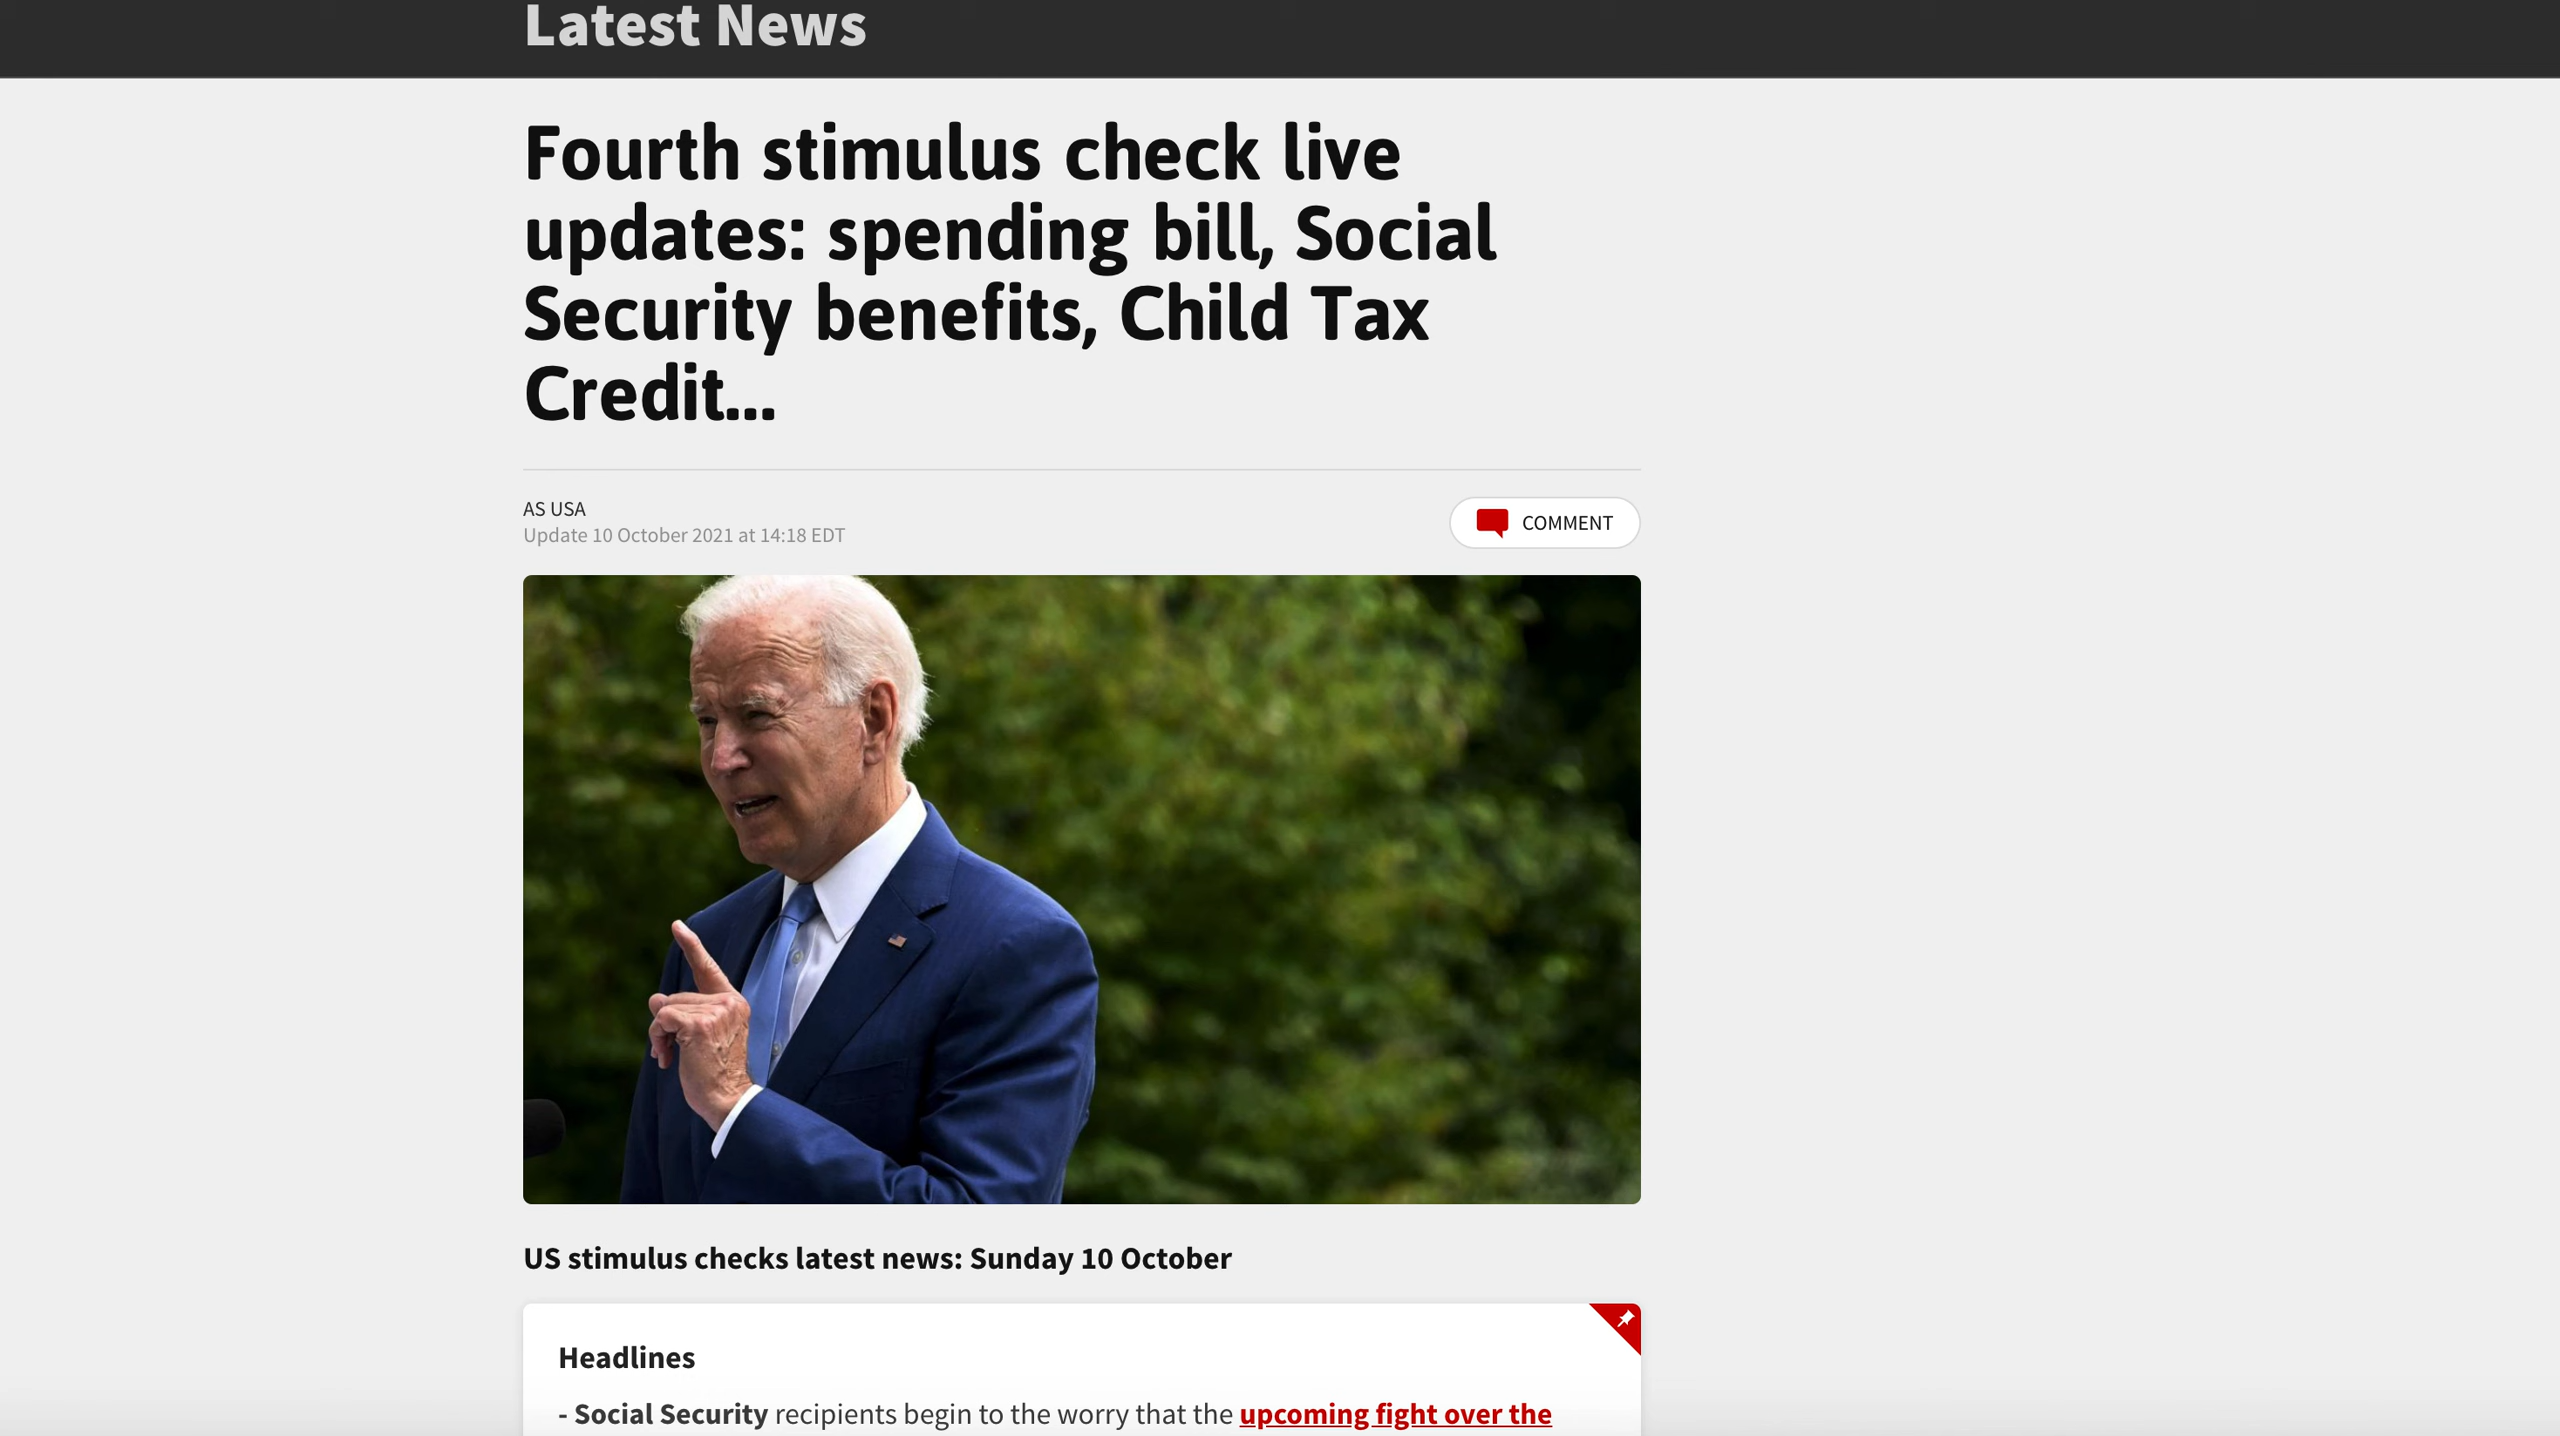 Latest News
Fourth stimulus check live
updates: spending bill, Social
Security benefits, Child Tax
Credit...
AS USA
Update 10 October 2021 at 14:18 EDT
COMMENT
US stimulus checks latest news: Sunday 10 October
Headlines
- Social Security recipients begin to the worry that the upcoming fight over the